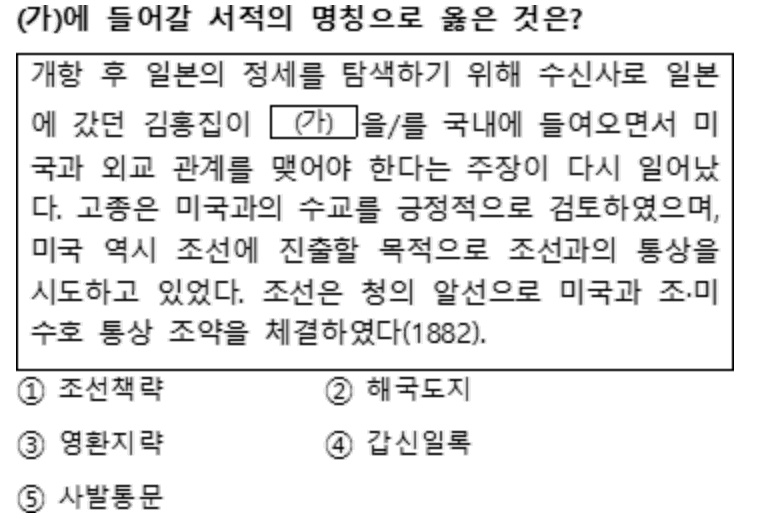 (가)에 들어갈 서적의 명칭으로 옳은 것은?
개항 후 일본의 정세를 탐색하기 위해 수신사로 일본
에 갔던 김홍집이 (가) 을/를 국내에 들여오면서 미
국과 외교 관계를 맺어야 한다는 주장이 다시 일어났
다. 고종은 미국과의 수교를 긍정적으로 검토하였으며,
미국 역시 조선에 진출할 목적으로 조선과의 통상을
시도하고 있었다. 조선은 청의 알선으로 미국과 조·미
수호 통상 조약을 체결하였다(1882).
① 조선책략 ② 해국도지
③ 영환지략 ④ 갑신일록
⑤ 사발통문